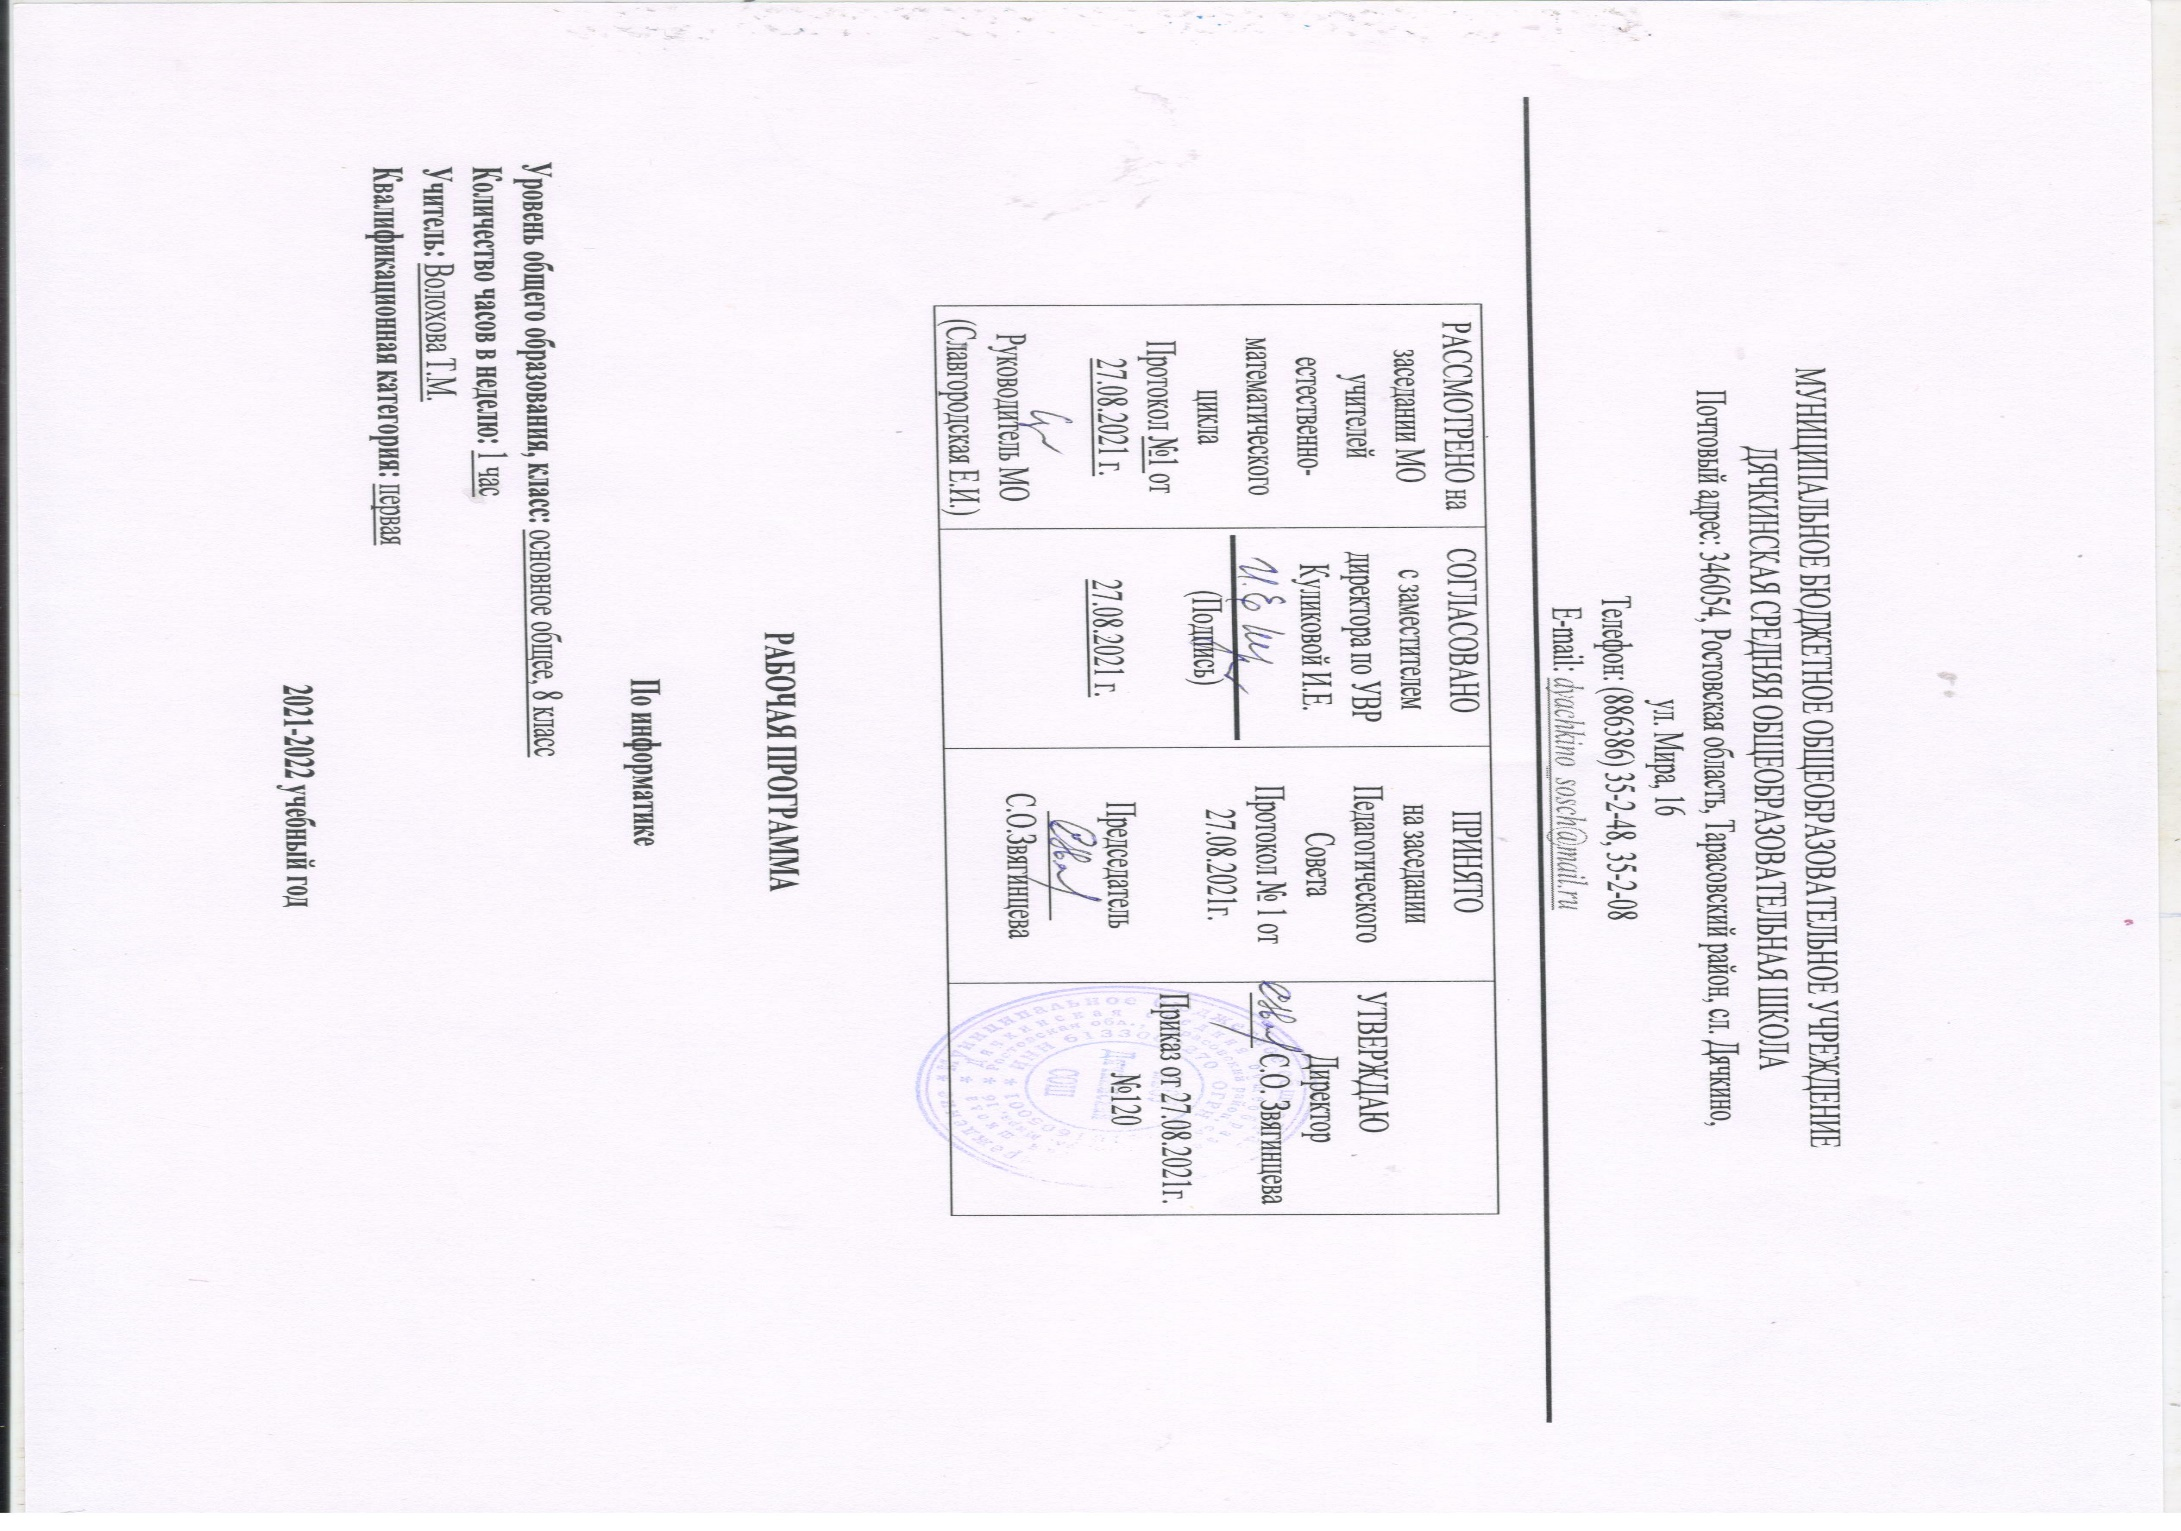 МУНИЦИПАЛЬНОЕ БЮДЖЕТНОЕ ОБЩЕОБРАЗОВАТЕЛЬНОЕ УЧРЕЖДЕНИЕ
ДЯЧКИНСКАЯ СРЕДНЯЯ ОБЩЕОБРАЗОВАТЕЛЬНАЯ ШКОЛА
Почтовый адрес: 346054, Ростовская область, Тарасовский район, сл. Дячкино,
ул. Мира, 16
Телефон: (886386) 35-2-48, 35-2-08
E-mail: dyachkino sosch@mail.ru
РАССМОТРЕНО на
заседании МО
учителей
естественно-
математического
цикла
Протокол №1 от
27.08.2021 г.
Руководитель МО
(Славгородская Е.И.)
СОГЛАСОВАНО
с заместителем
директора по УВР
Куликовой И.Е.
(Подпись)
27.08.2021 г.
ПРИНЯТО
на заседании
Педагогического
Совета
Протокол № 1 от
27.08.2021г.
Председатель
С.О.Звягинцева
УТВЕРЖДАЮ
Директор
С.О. Звягинцева
Приказ от 27.08.2021г.
№120
СОШ
РАБОЧАЯ ПРОГРАММА
По информатике
Уровень общего образования, класс: основное общее, 8 класс
Количество часов в неделю: 1 час
Учитель: Волохова Т.М.
Квалификационная категория: первая
2021-2022 учебный год